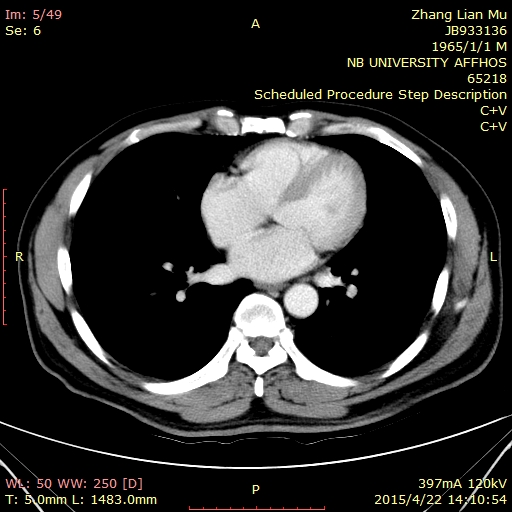 Im: 5/49
Se: 6
A
Zhang Lian Mu
JB933136
1965/1/1 M
NB UNIVERSITY AFFHOS
65218
Scheduled Procedure Step Description
C+V
C+V
R
L
WL: 50 WW: 250 [D]
T: 5.0mm L: 1483.0mm
P
397mA 120kV
2015/4/22 14:10:54